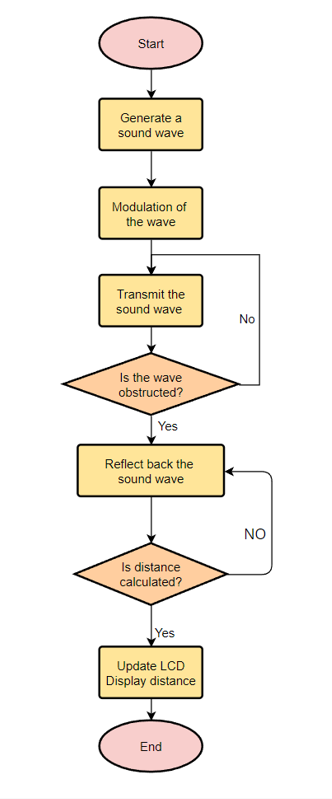 Start
Generate a
sound wave
Modulation of
the wave
Transmit the
sound wave
No
Is the wave
obstructed?
Yes
Reflect back the
sound wave
NO
Is distance
calculated?
Yes
Update LCD
Display distance
End